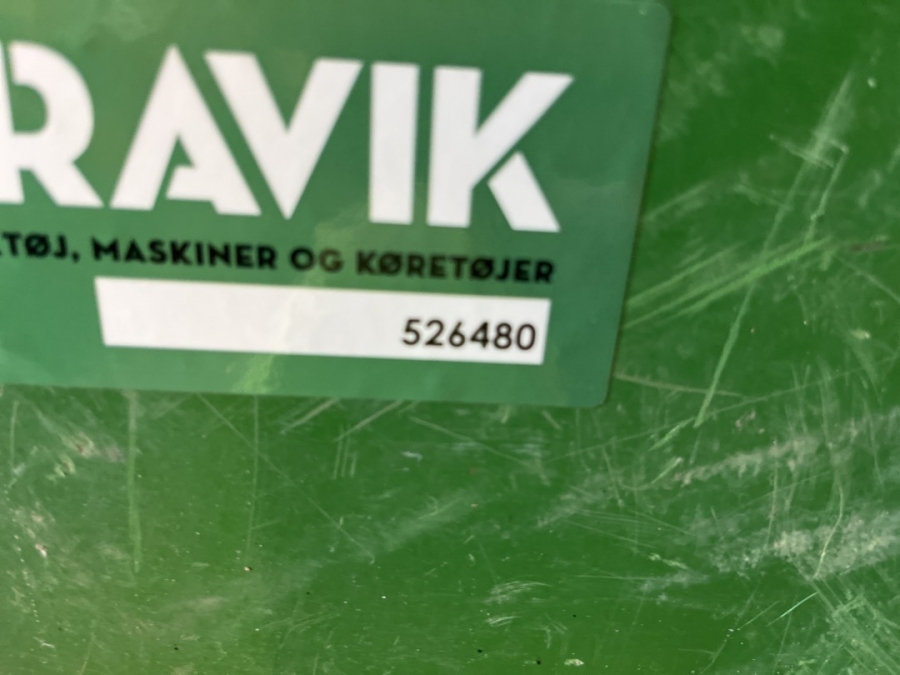 RAVIK
TØJ, MASKINER OG KØRETØJER
526480